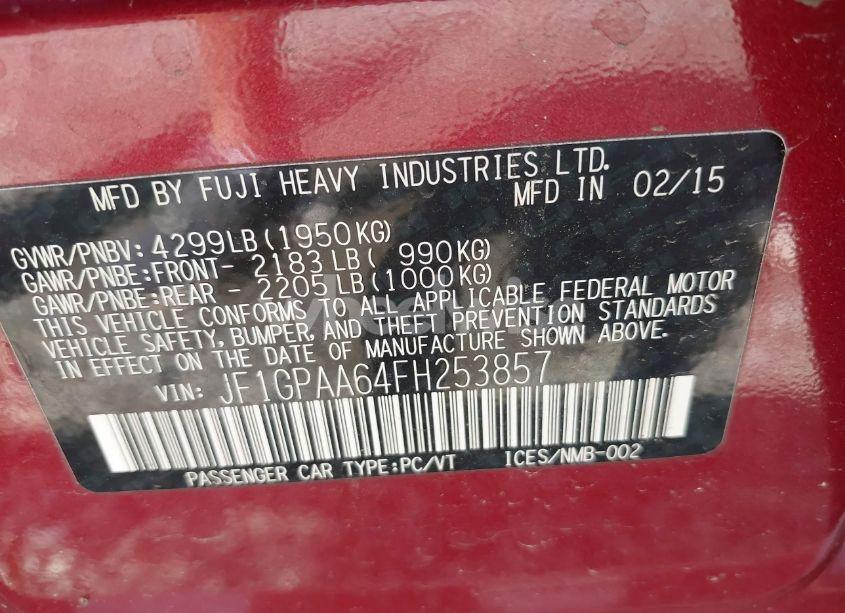 MFD BY FUJI HEAVY INDUSTRIES LTD.
MFD IN 02/15
GVWR/PNBV: 4299LB(1950KG)
GAWR/PNBE:FRONT- 2183 LB( 990KG)
GAWR/PNBE:REAR - 2205 LB(1000KG)
THIS VEHICLE CONFORMS TO ALL APPLICABLE FEDERAL MOTOR
VEHICLE SAFETY, BUMPER, AND THEFT PREVENTION STANDARDS
IN EFFECT ON THE DATE OF MANUFACTURE SHOWN ABOVE.
VIN: JF1GPAA64FH253857
PASSENGER CAR TYPE:PC/VT ICES/NMB-002